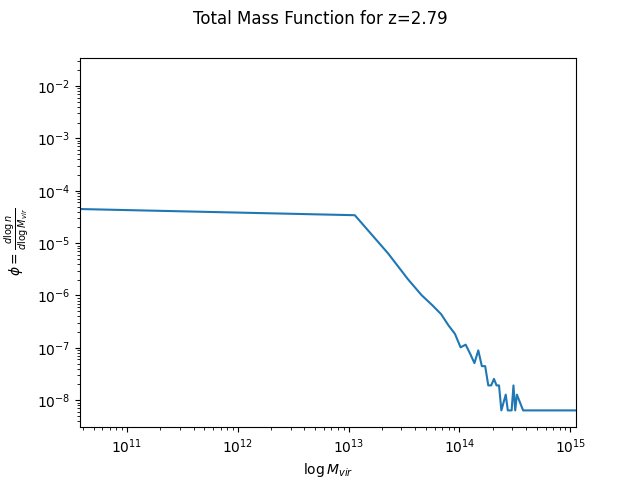 Total Mass Function for z=2.79
10⁻²
10⁻³
10⁻⁴
10⁻⁵
10⁻⁶
10⁻⁷
10⁻⁸
ϕ = d log n / d log M_vir
10¹¹ 10¹² 10¹³ 10¹⁴ 10¹⁵
log M_vir